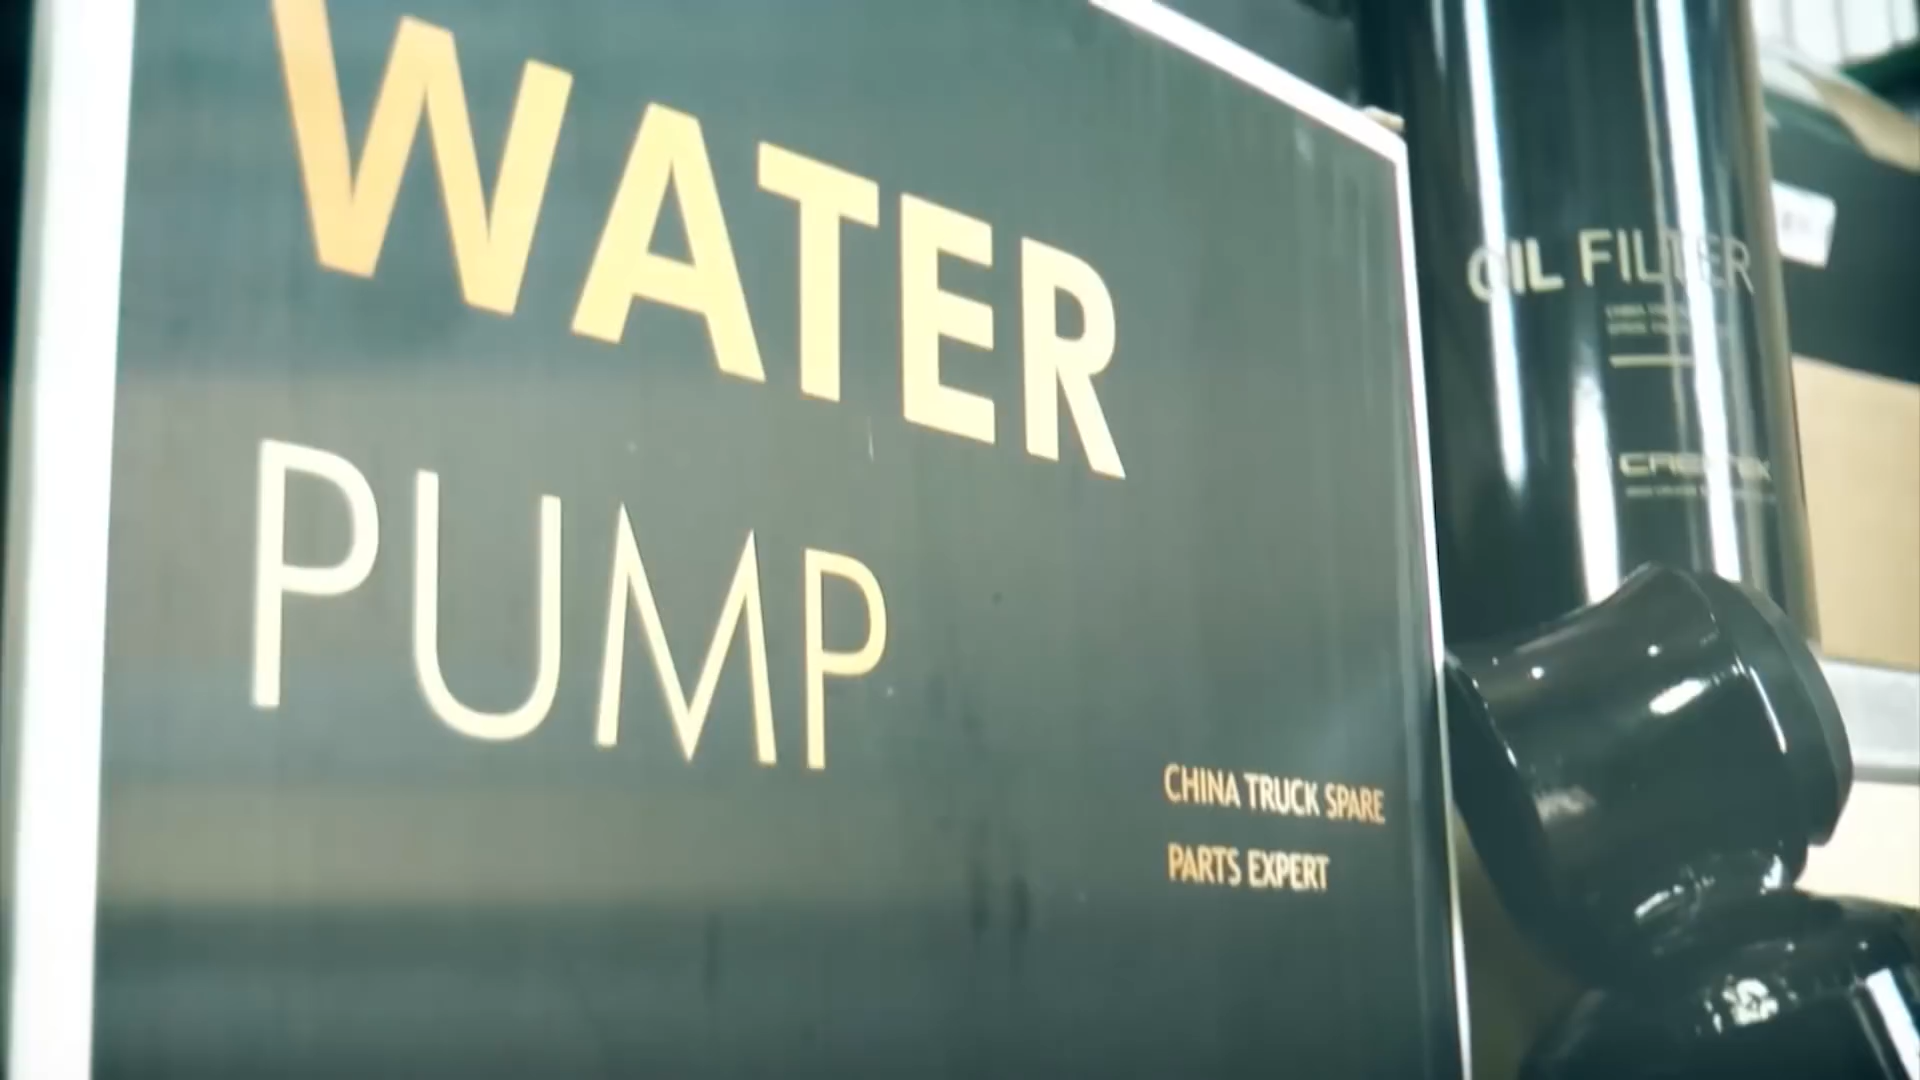 WATER
PUMP
CHINA TRUCK SPARE
PARTS EXPERT
OIL FILTER